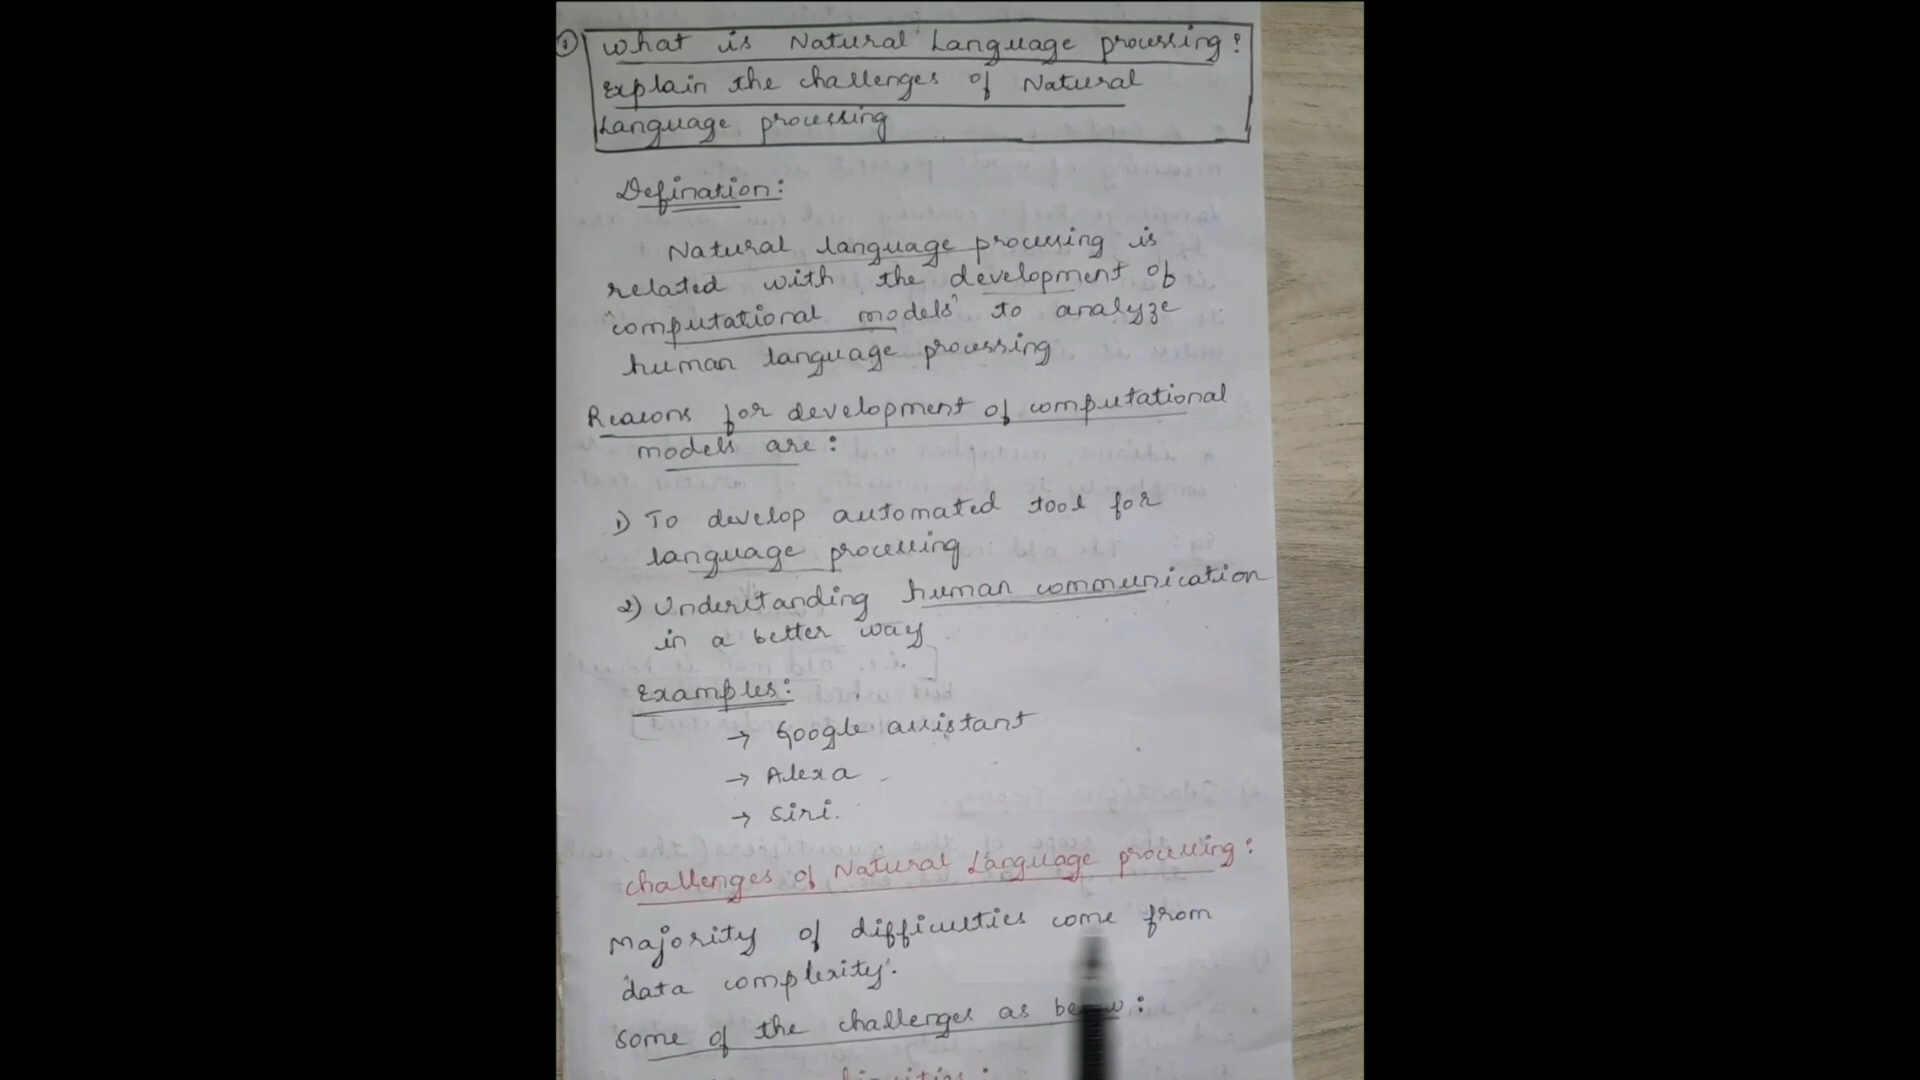 1) What is Natural Language processing?
Explain the challenges of Natural
Language processing
Defination:
Natural language processing is
related with the development of
"computational models" to analyze
human language processing
Reasons for development of computational
models are:
1) To develop automated tool for
language processing
2) Understanding human communication
in a better way
Examples:
→ Google assistant
→ Alexa
→ Siri.
Challenges of Natural Language processing:
Majority of difficulties come from
"data complexity".
Some of the challenges as below: